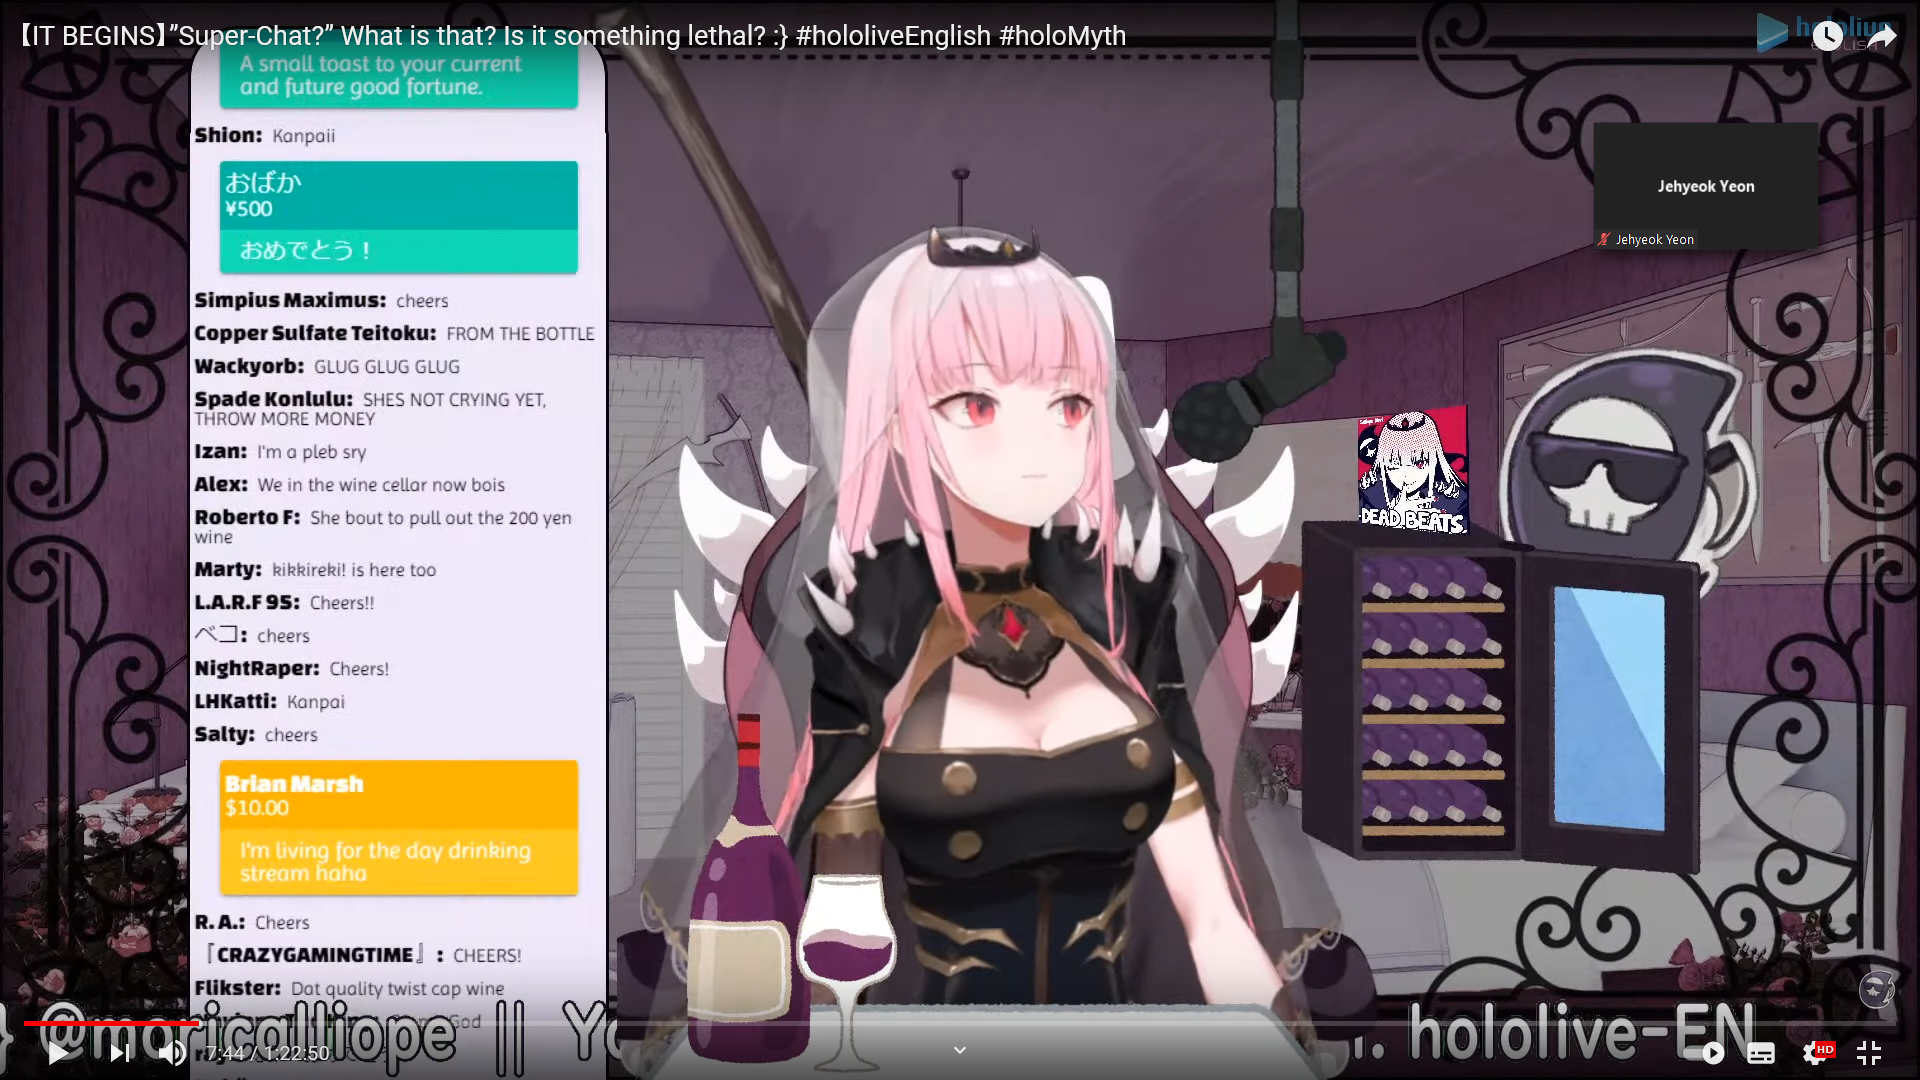 【IT BEGINS】”Super-Chat?” What is that? Is it something lethal? :} #hololiveEnglish #holoMyth
hololive
ENGLISH
A small toast to your current
and future good fortune.
Shion: Kanpaii
おばか
¥500
おめでとう！
Simpius Maximus: cheers
Copper Sulfate Teitoku: FROM THE BOTTLE
Wackyorb: GLUG GLUG GLUG
Spade Konlulu: SHES NOT CRYING YET,
THROW MORE MONEY
Izan: I'm a pleb sry
Alex: We in the wine cellar now bois
Roberto F: She bout to pull out the 200 yen
wine
Marty: kikkireki! is here too
L.A.R.F 95: Cheers!!
ベコ: cheers
NightRaper: Cheers!
LHKatti: Kanpai
Salty: cheers
Brian Marsh
$10.00
I'm living for the day drinking
stream haha
R. A.: Cheers
『CRAZYGAMINGTIME』: CHEERS!
Flikster: Dat quality twist cap wine
God
Jehyeok Yeon
Jehyeok Yeon
DEAD BEATS
@moricalliope || Yo
hololive-EN
7:44 / 1:22:50
HD